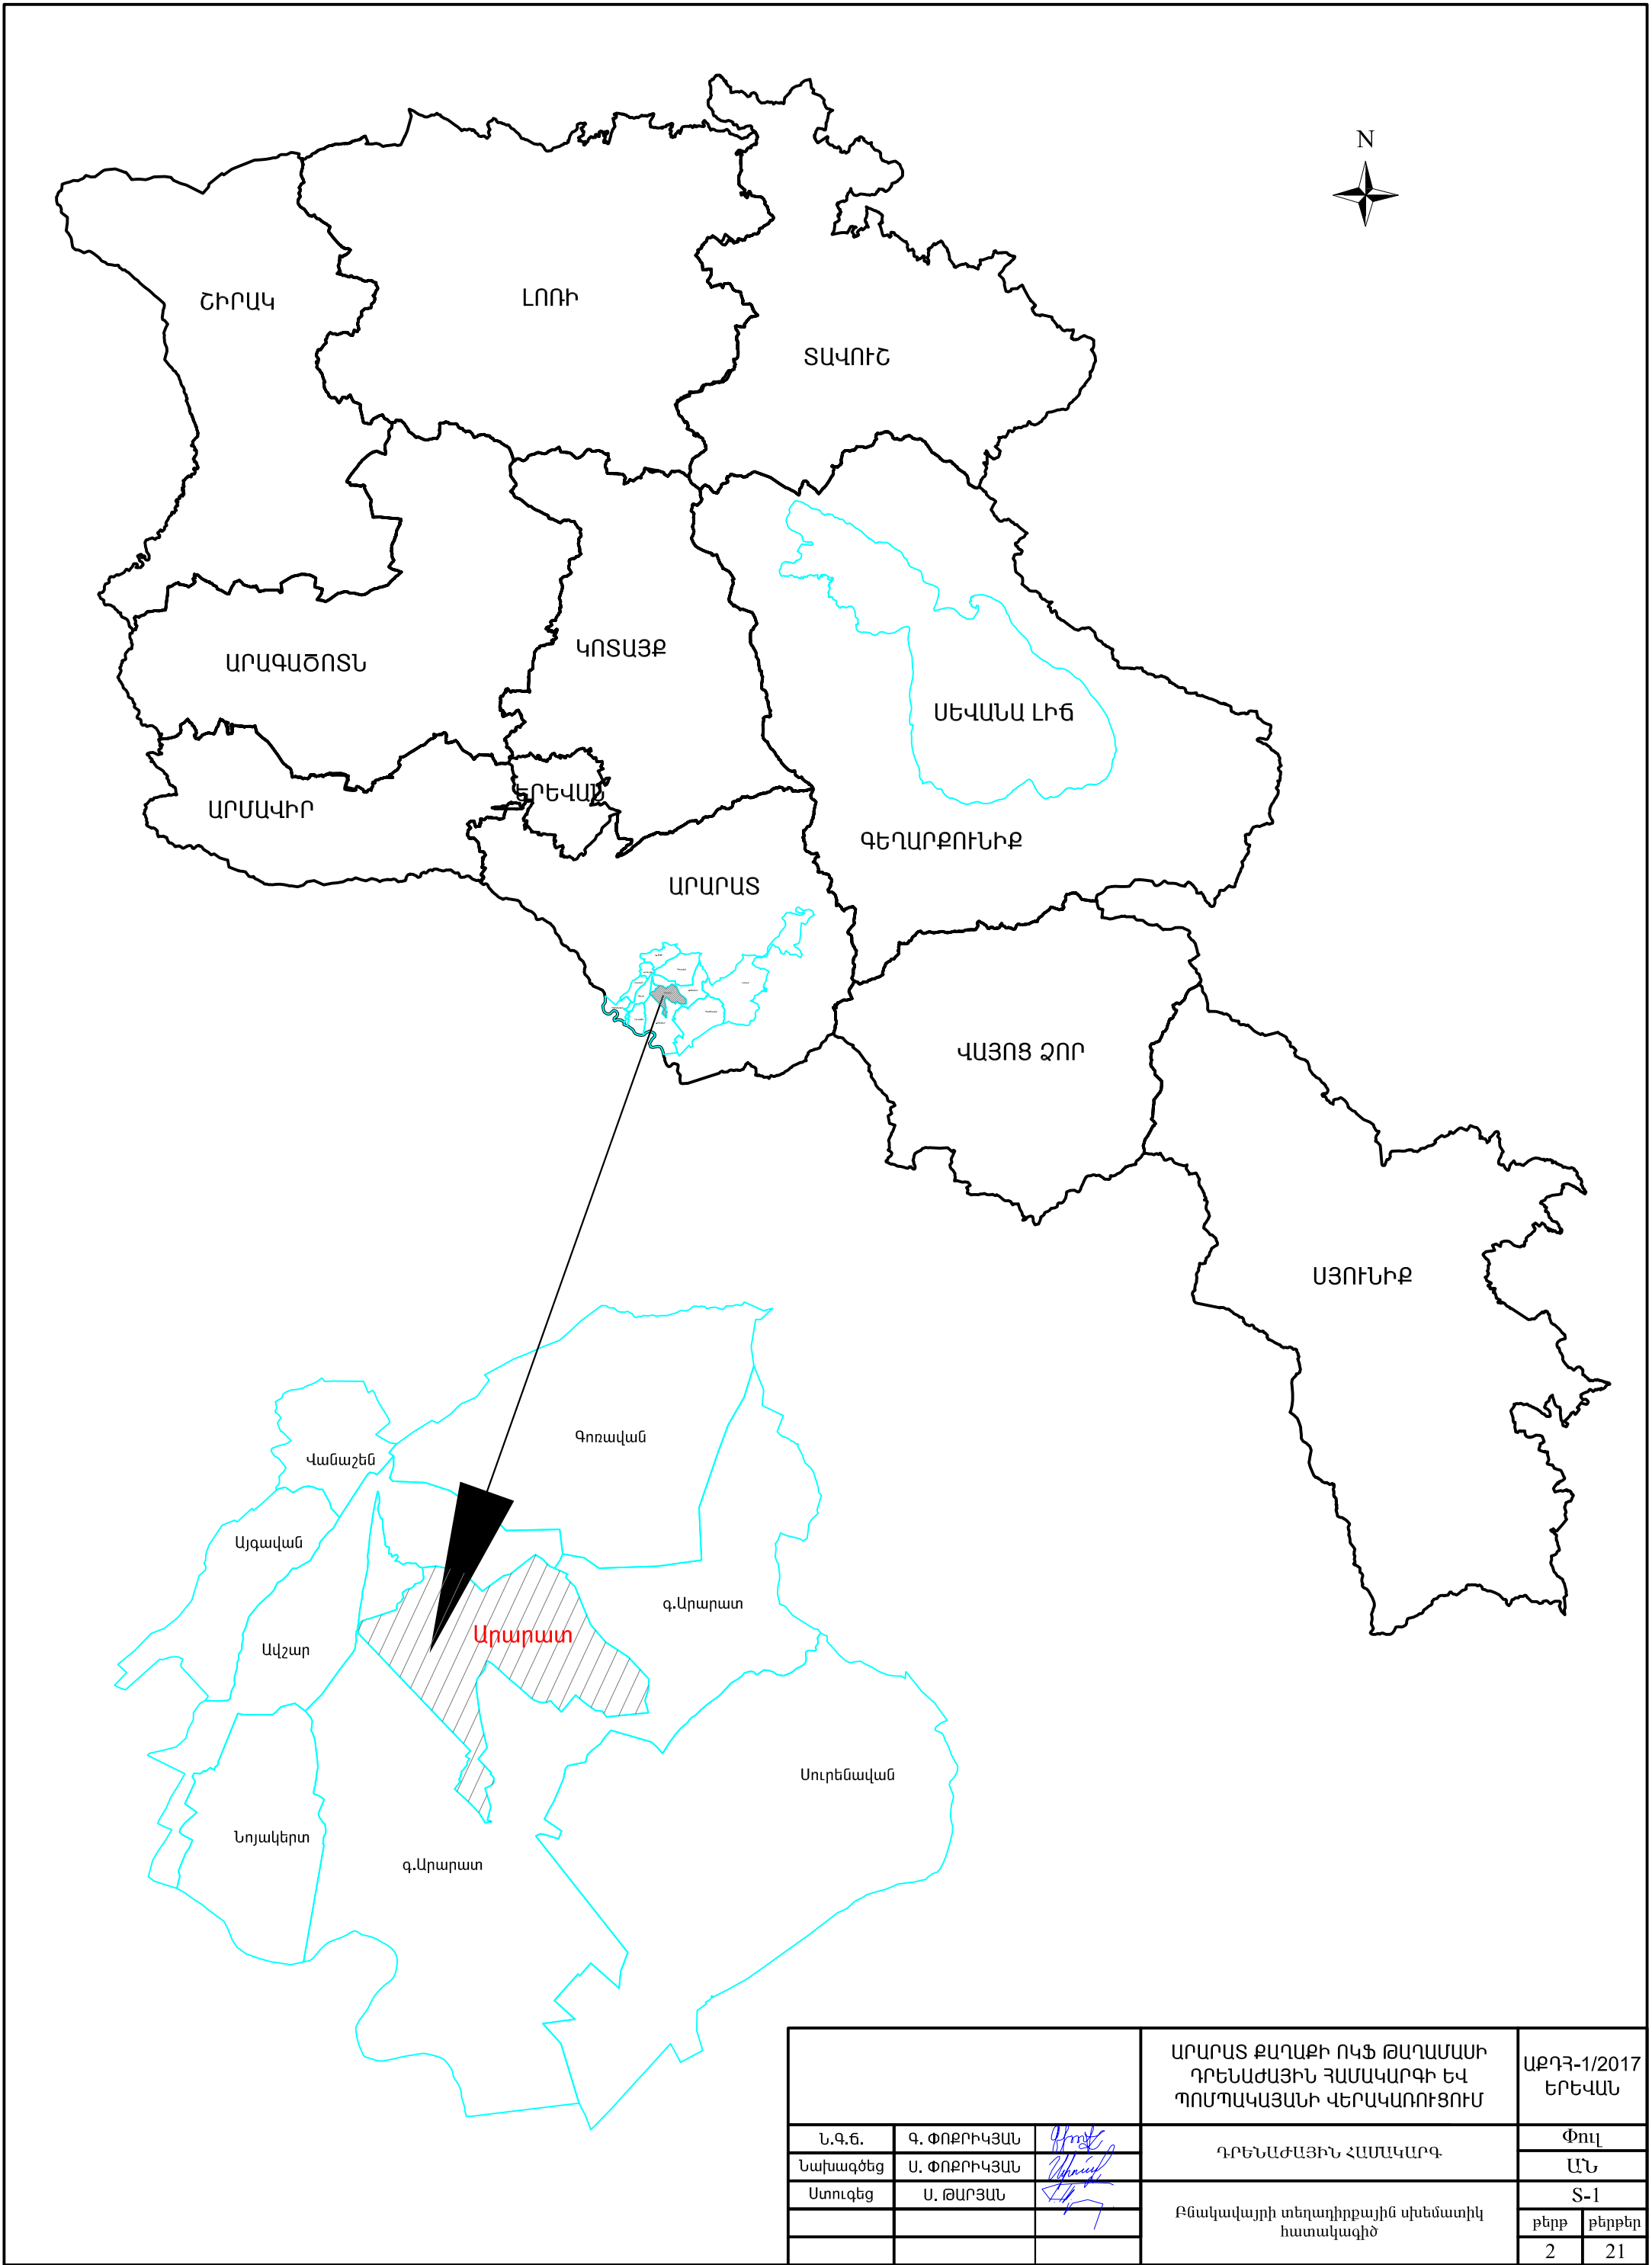 N
ՇԻՐԱԿ
ԼՈՌԻ
ՏԱՎՈՒՇ
ԱՐԱԳԱԾՈՏՆ
ԿՈՏԱՅՔ
ՍԵՎԱՆԱ ԼԻՃ
ԱՐՄԱՎԻՐ
ԵՐԵՎԱՆ
ԳԵՂԱՐՔՈՒՆԻՔ
ԱՐԱՐԱՏ
ՎԱՅՈՑ ՁՈՐ
ՍՅՈՒՆԻՔ
Գոռավան
Վանաշեն
Այգավան
գ.Արարատ
Արարատ
Ավշար
Սուրենավան
Նոյակերտ
գ.Արարատ
ԱՐԱՐԱՏ ՔԱՂԱՔԻ ՈԿՖ ԹԱՂԱՄԱՍԻ
ԴՐԵՆԱԺԱՅԻՆ ՀԱՄԱԿԱՐԳԻ ԵՎ
ՊՈՄՊԱԿԱՅԱՆԻ ՎԵՐԱԿԱՌՈՒՑՈՒՄ
ԱՔԴՀ-1/2017
ԵՐԵՎԱՆ
Ն.Գ.Ճ. Գ. ՓՈՔՐԻԿՅԱՆ
Նախագծեց Ս. ՓՈՔՐԻԿՅԱՆ
Ստուգեց Ս. ԹԱՐՅԱՆ
ԴՐԵՆԱԺԱՅԻՆ ՀԱՄԱԿԱՐԳ
Փուլ
ԱՆ
Տ-1
Բնակավայրի տեղադիրքային սխեմատիկ
հատակագիծ
թերթ թերթեր
2 21